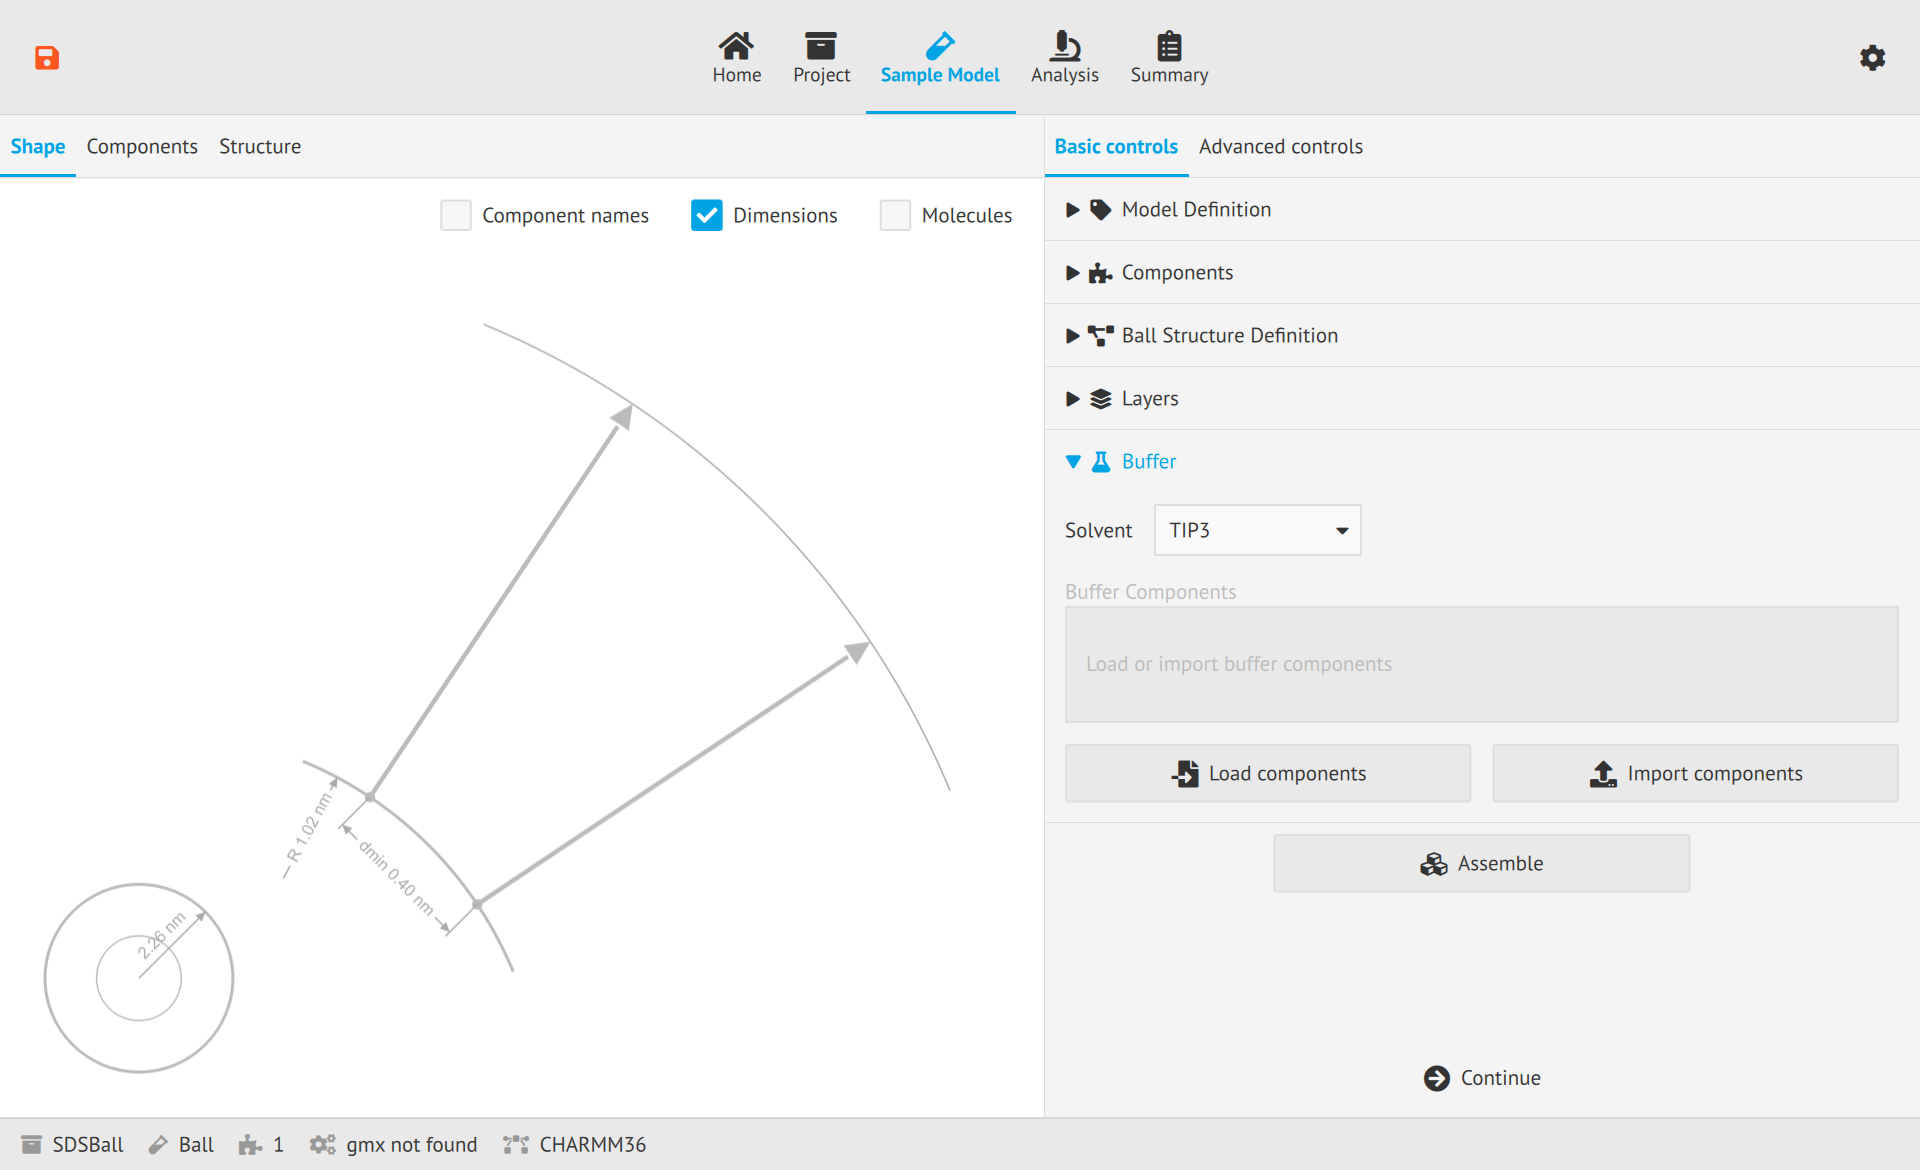 Home Project Sample Model Analysis Summary
Shape Components Structure
Component names Dimensions Molecules
R 1.02 nm
dmin 0.40 nm
2.26 nm
Basic controls Advanced controls
Model Definition
Components
Ball Structure Definition
Layers
Buffer
Solvent TIP3
Buffer Components
Load or import buffer components
Load components Import components
Assemble
Continue
SDSBall Ball 1 gmx not found CHARMM36